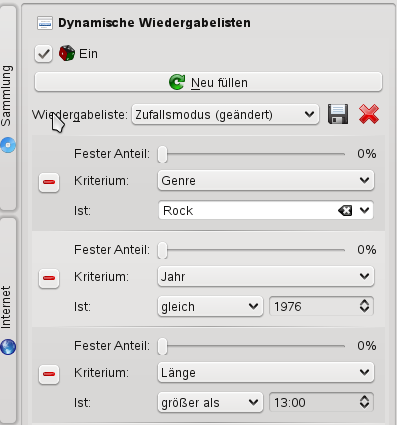 Dynamische Wiedergabelisten
Ein
Neu füllen
Wiedergabeliste: Zufallsmodus (geändert)
Fester Anteil: 0%
Kriterium: Genre
Ist: Rock
Fester Anteil: 0%
Kriterium: Jahr
Ist: gleich 1976
Fester Anteil: 0%
Kriterium: Länge
Ist: größer als 13:00
Sammlung
Internet